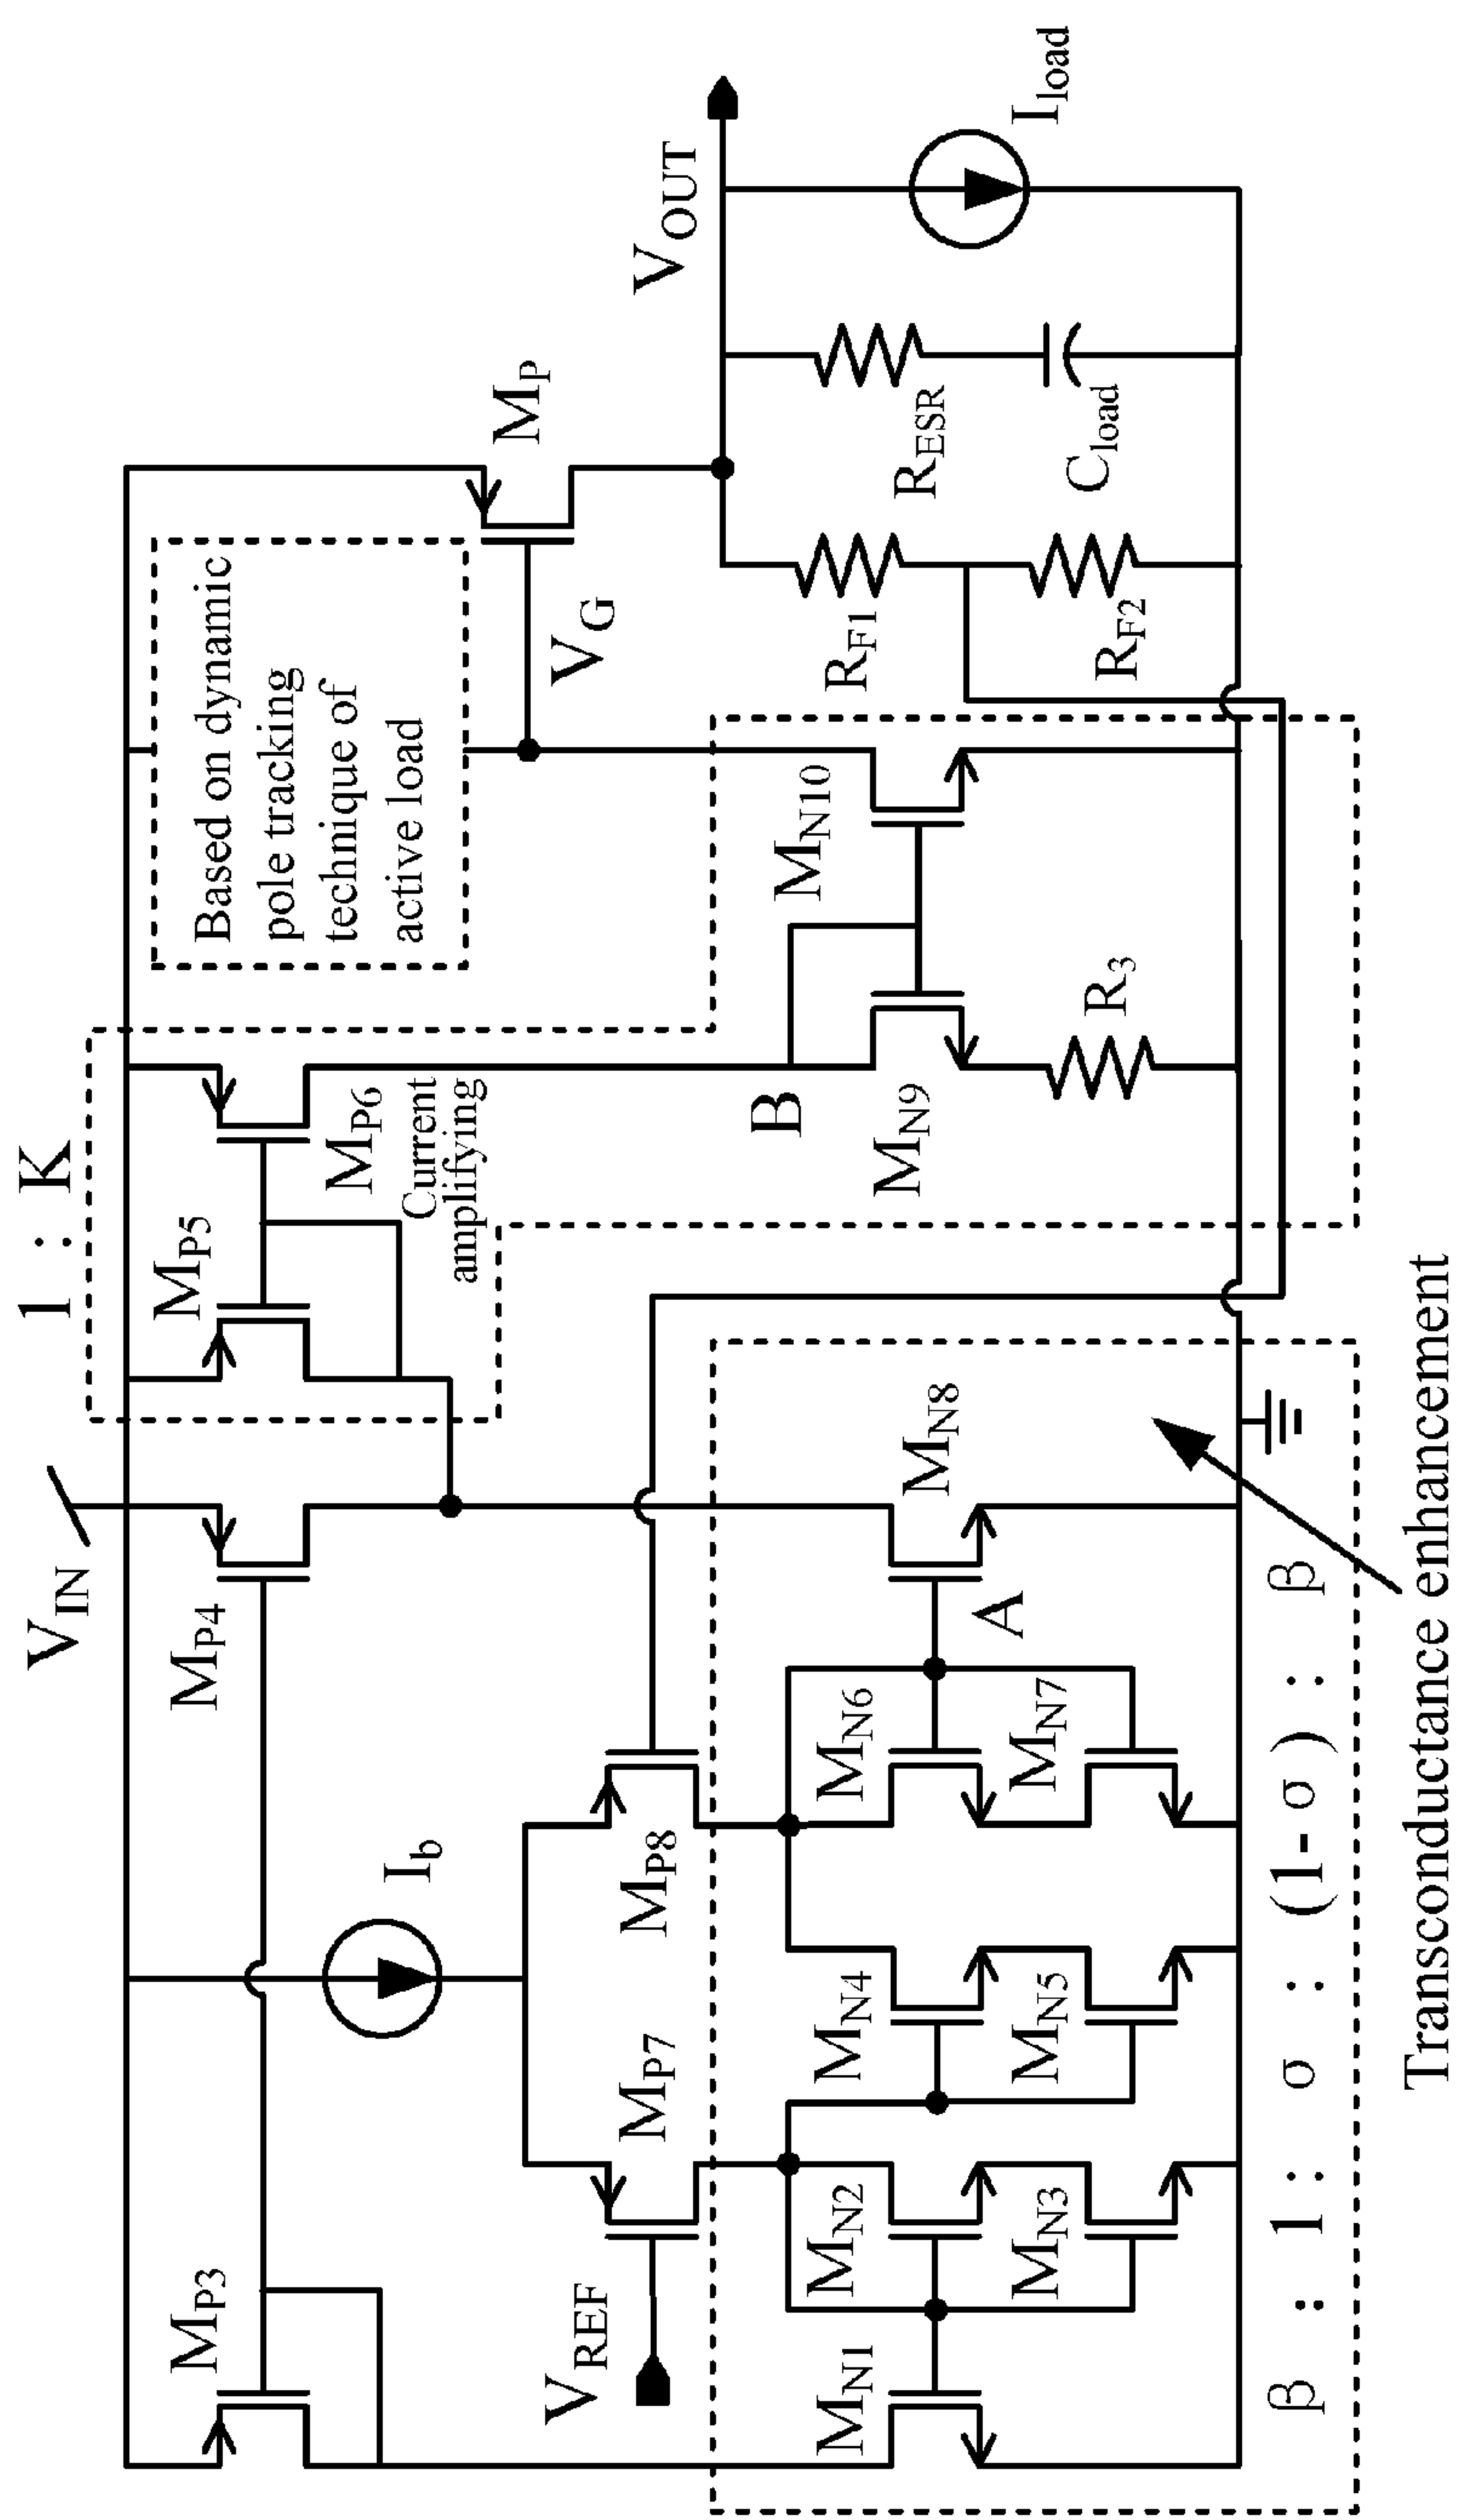 1 : K
V_IN
M_P3
M_P4
M_P5
M_P6
Current
amplifying
Based on dynamic
pole tracking
technique of
active load
I_b
M_P
V_G
V_OUT
V_REF
M_P7
M_P8
B
M_N9
M_N10
R_3
R_F1
R_F2
R_ESR
C_load
I_load
M_N1
M_N2
M_N3
M_N4
M_N5
M_N6
M_N7
M_N8
A
β : 1 : σ : (1-σ) : β
Transconductance enhancement